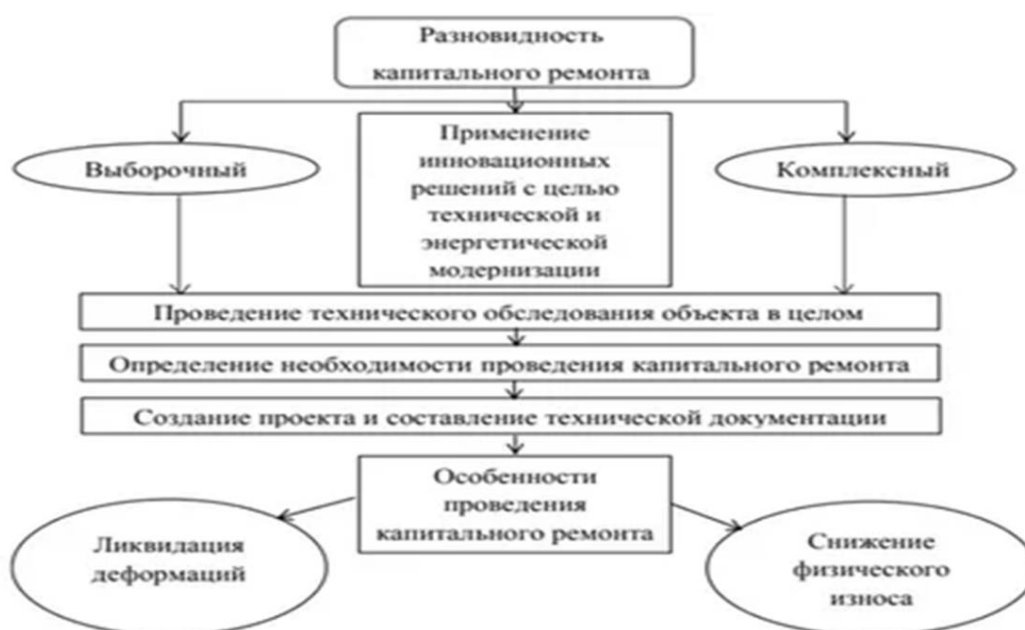 Разновидность
капитального ремонта
Выборочный
Применение
инновационных
решений с целью
технической и
энергетической
модернизации
Комплексный
Проведение технического обследования объекта в целом
Определение необходимости проведения капитального ремонта
Создание проекта и составление технической документации
Особенности
проведения
капитального ремонта
Ликвидация
деформаций
Снижение
физического
износа